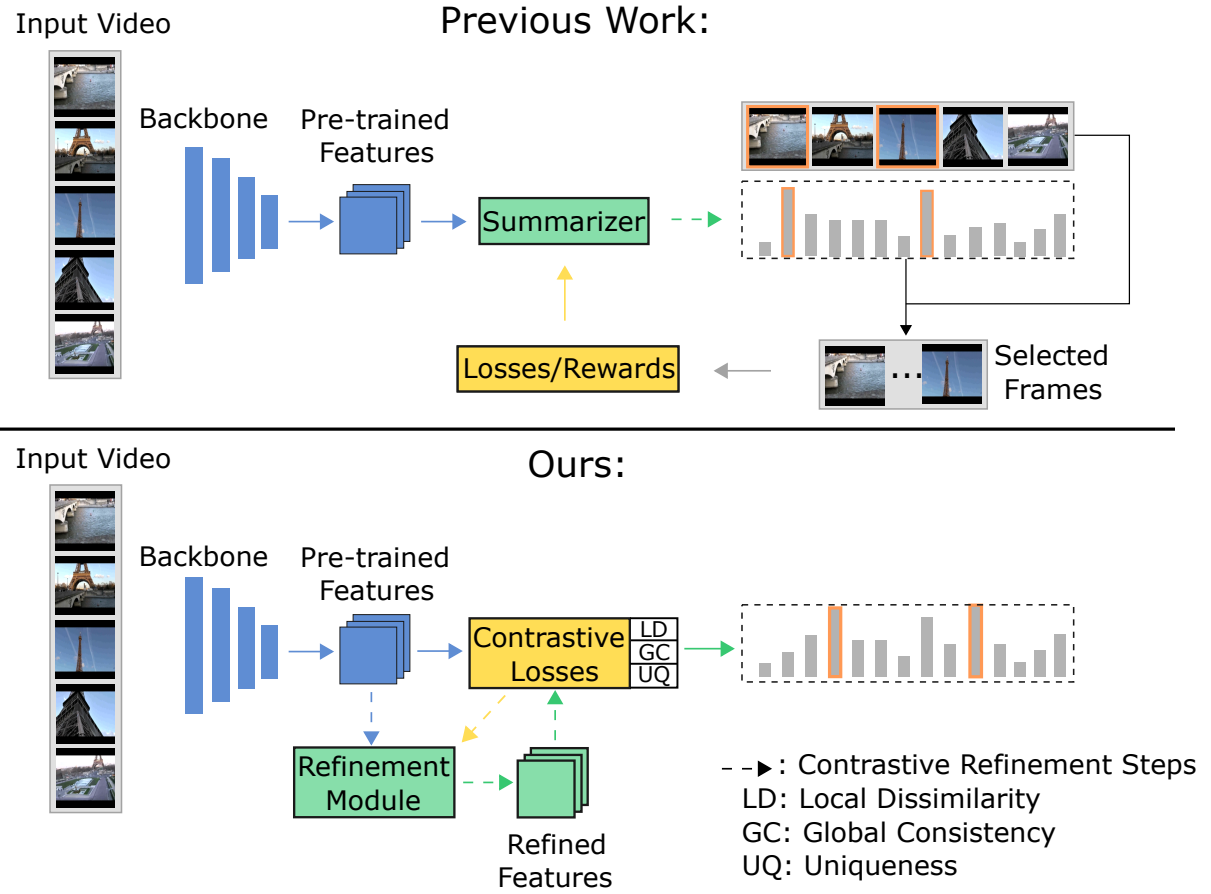 Previous Work:
Input Video
Backbone
Pre-trained
Features
Summarizer
Losses/Rewards
...
Selected
Frames
Ours:
Input Video
Backbone
Pre-trained
Features
Contrastive
Losses
LD
GC
UQ
Refinement
Module
Refined
Features
: Contrastive Refinement Steps
LD: Local Dissimilarity
GC: Global Consistency
UQ: Uniqueness